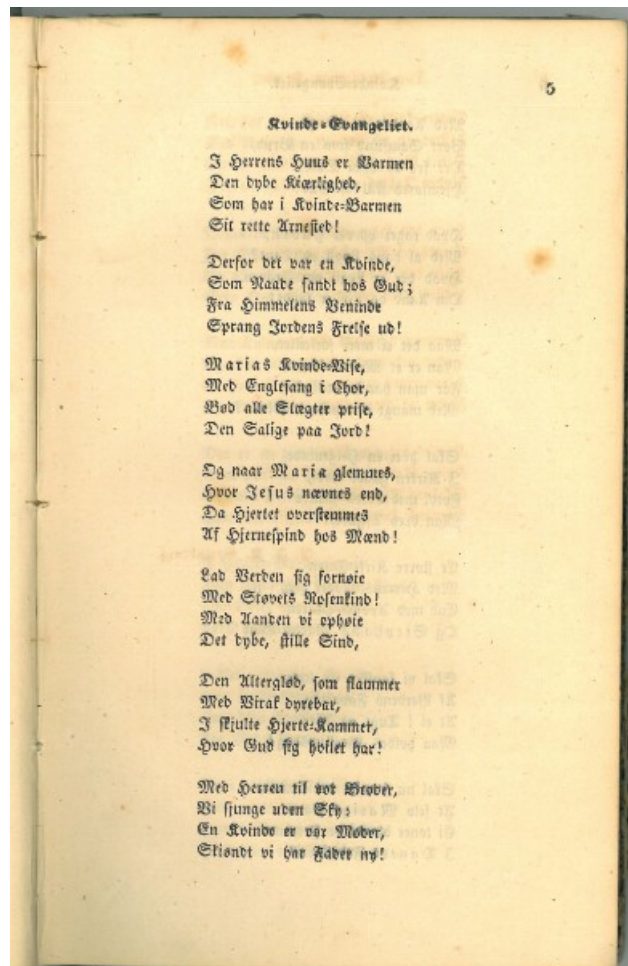 5
Kvinde-Evangeliet.
I Herrens Huus er Varmen
Den dybe Kiærlighed,
Som har i Kvinde-Barmen
Sit rette Arnested!
Derfor det var en Kvinde,
Som Naade fandt hos Gud;
Fra Himmelens Veninde
Sprang Jordens Frelse ud!
Marias Kvinde-Vise,
Med Englesang i Chor,
Bød alle Slægter prise,
Den Salige paa Jord!
Og naar Maria glemmes,
Hvor Jesus nævnes end,
Da Hjertet overstemmes
Af Hjernespind hos Mænd!
Lad Verden sig fornøie
Med Støvets Rosenkind!
Med Aanden vi ophøie
Det dybe, stille Sind,
Den Alterglød, som flammer
Med Virak dyrebar,
I skjulte Hjerte-Kammer,
Hvor Gud sig hvilet har!
Med Herren til vor Broder,
Vi sjunge uden Sky:
En Kvinde er vor Moder,
Skiøndt vi har Fader ny!